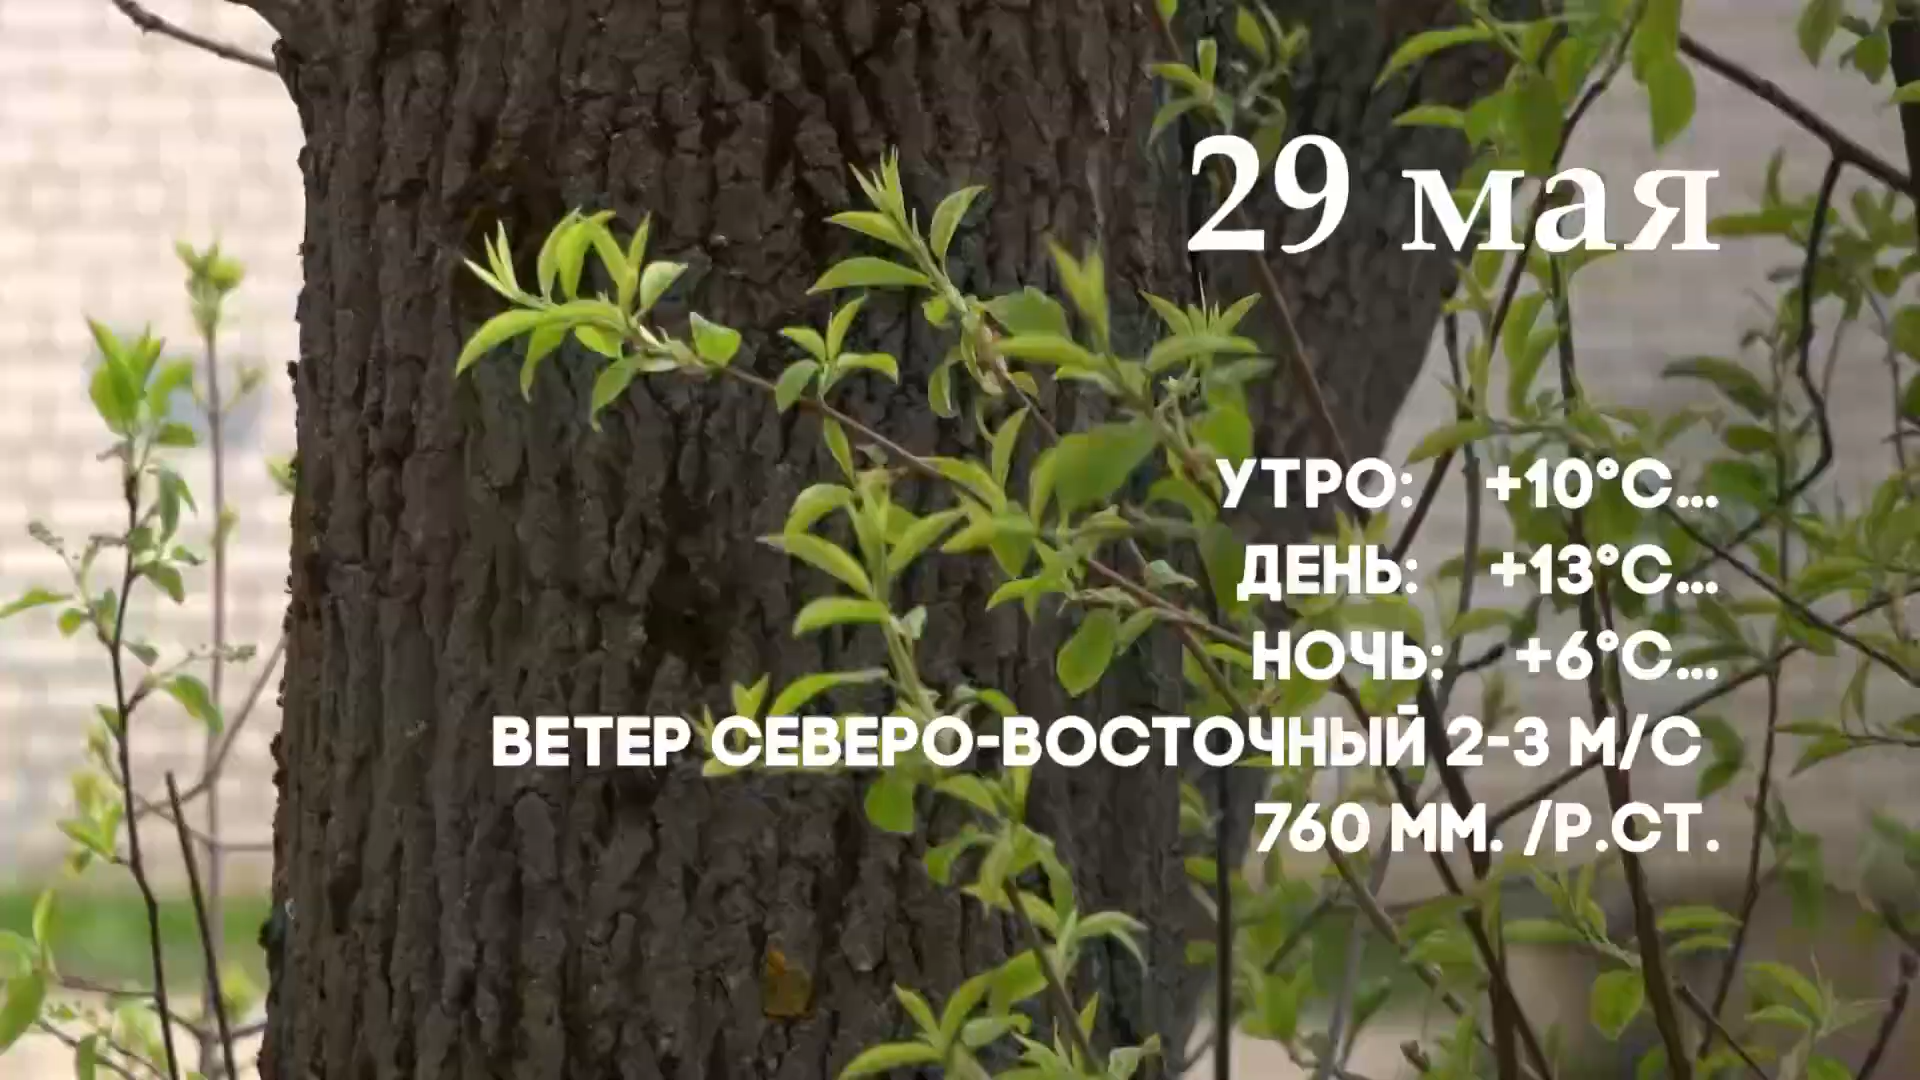 29 мая
УТРО: +10°С...
ДЕНЬ: +13°С...
НОЧЬ: +6°С...
ВЕТЕР СЕВЕРО-ВОСТОЧНЫЙ 2-3 М/С
760 ММ. /Р.СТ.